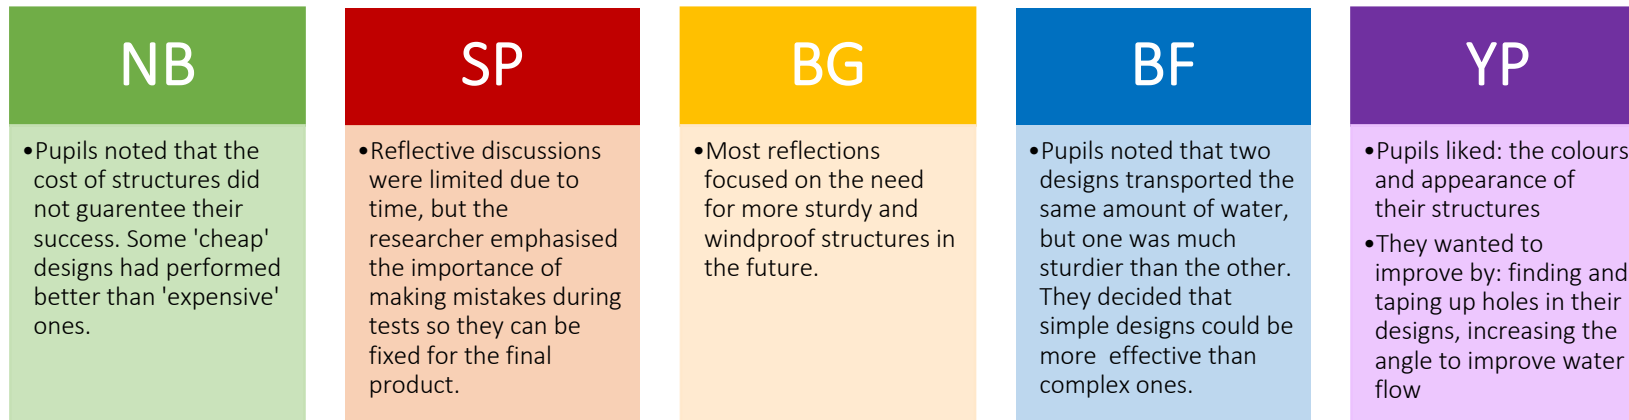 NB
•Pupils noted that the
cost of structures did
not guarentee their
success. Some 'cheap'
designs had performed
better than 'expensive'
ones.
SP
•Reflective discussions
were limited due to
time, but the
researcher emphasised
the importance of
making mistakes during
tests so they can be
fixed for the final
product.
BG
•Most reflections
focused on the need
for more sturdy and
windproof structures in
the future.
BF
•Pupils noted that two
designs transported the
same amount of water,
but one was much
sturdier than the other.
They decided that
simple designs could be
more effective than
complex ones.
YP
•Pupils liked: the colours
and appearance of
their structures
•They wanted to
improve by: finding and
taping up holes in their
designs, increasing the
angle to improve water
flow